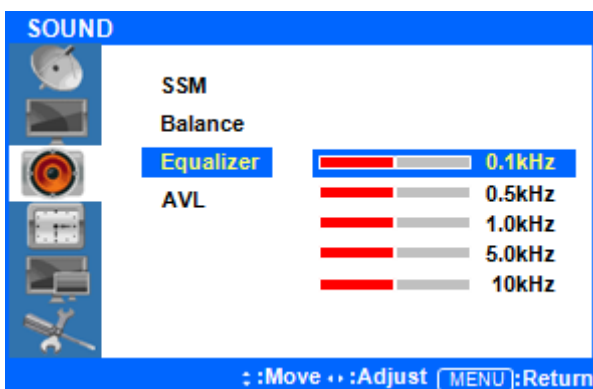 SOUND
SSM
Balance
Equalizer 0.1kHz
AVL 0.5kHz
1.0kHz
5.0kHz
10kHz
:Move :Adjust MENU:Return